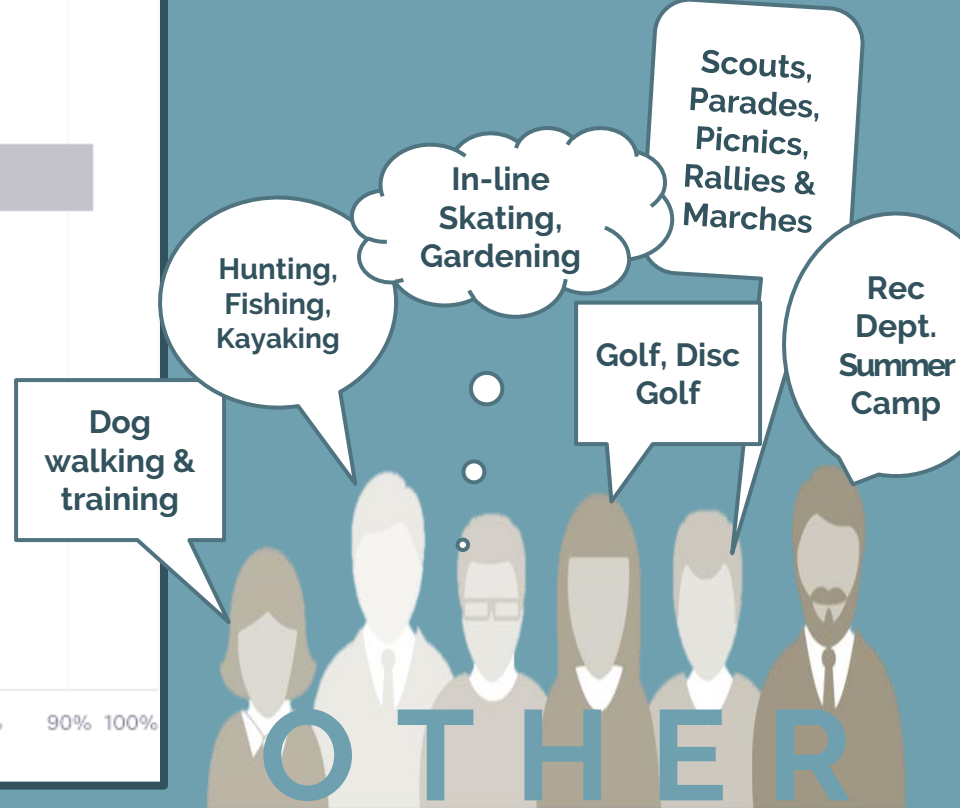 Scouts,
Parades,
Picnics,
Rallies &
Marches
In-line
Skating,
Gardening
Hunting,
Fishing,
Kayaking
Rec
Dept.
Summer
Camp
Golf, Disc
Golf
Dog
walking &
training
90% 100%
OTHER